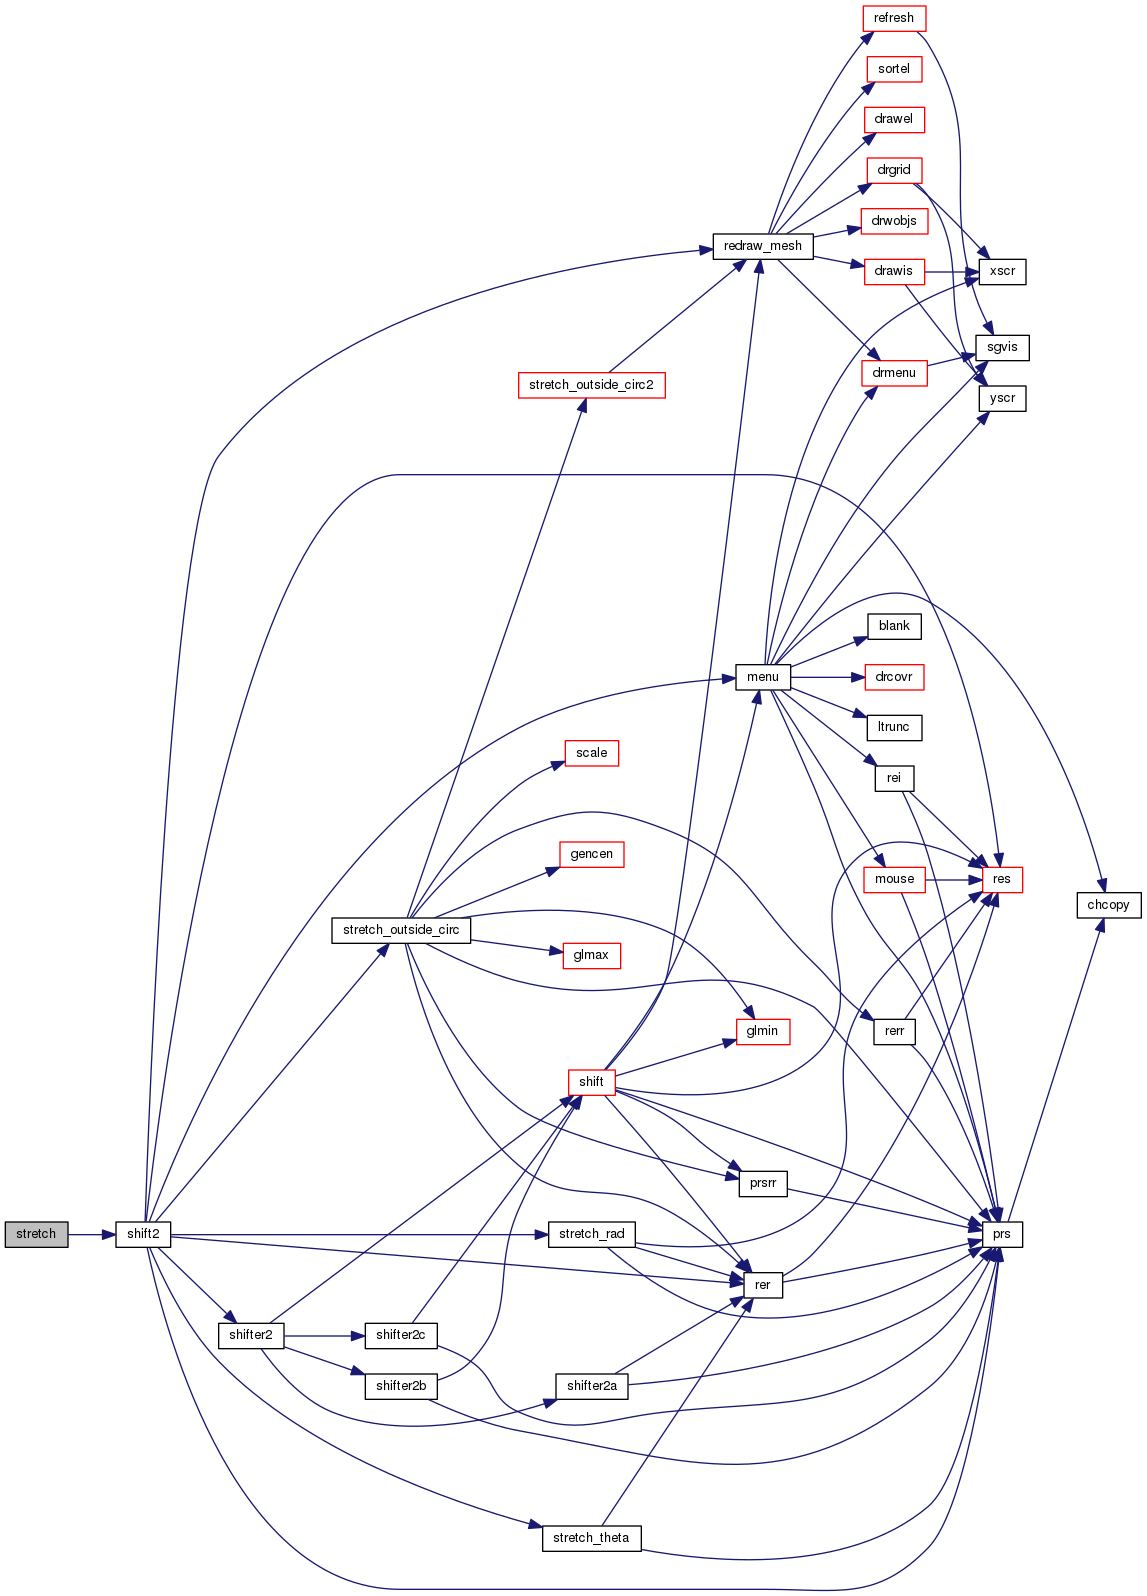 refresh
sortel
drawel
drgrid
drwobjs
redraw_mesh
drawis
xscr
sgvis
drmenu
stretch_outside_circ2
yscr
blank
menu
drcovr
ltrunc
scale
rei
gencen
mouse
res
chcopy
stretch_outside_circ
glmax
glmin
rerr
shift
prsrr
stretch
shift2
stretch_rad
prs
rer
shifter2
shifter2c
shifter2b
shifter2a
stretch_theta